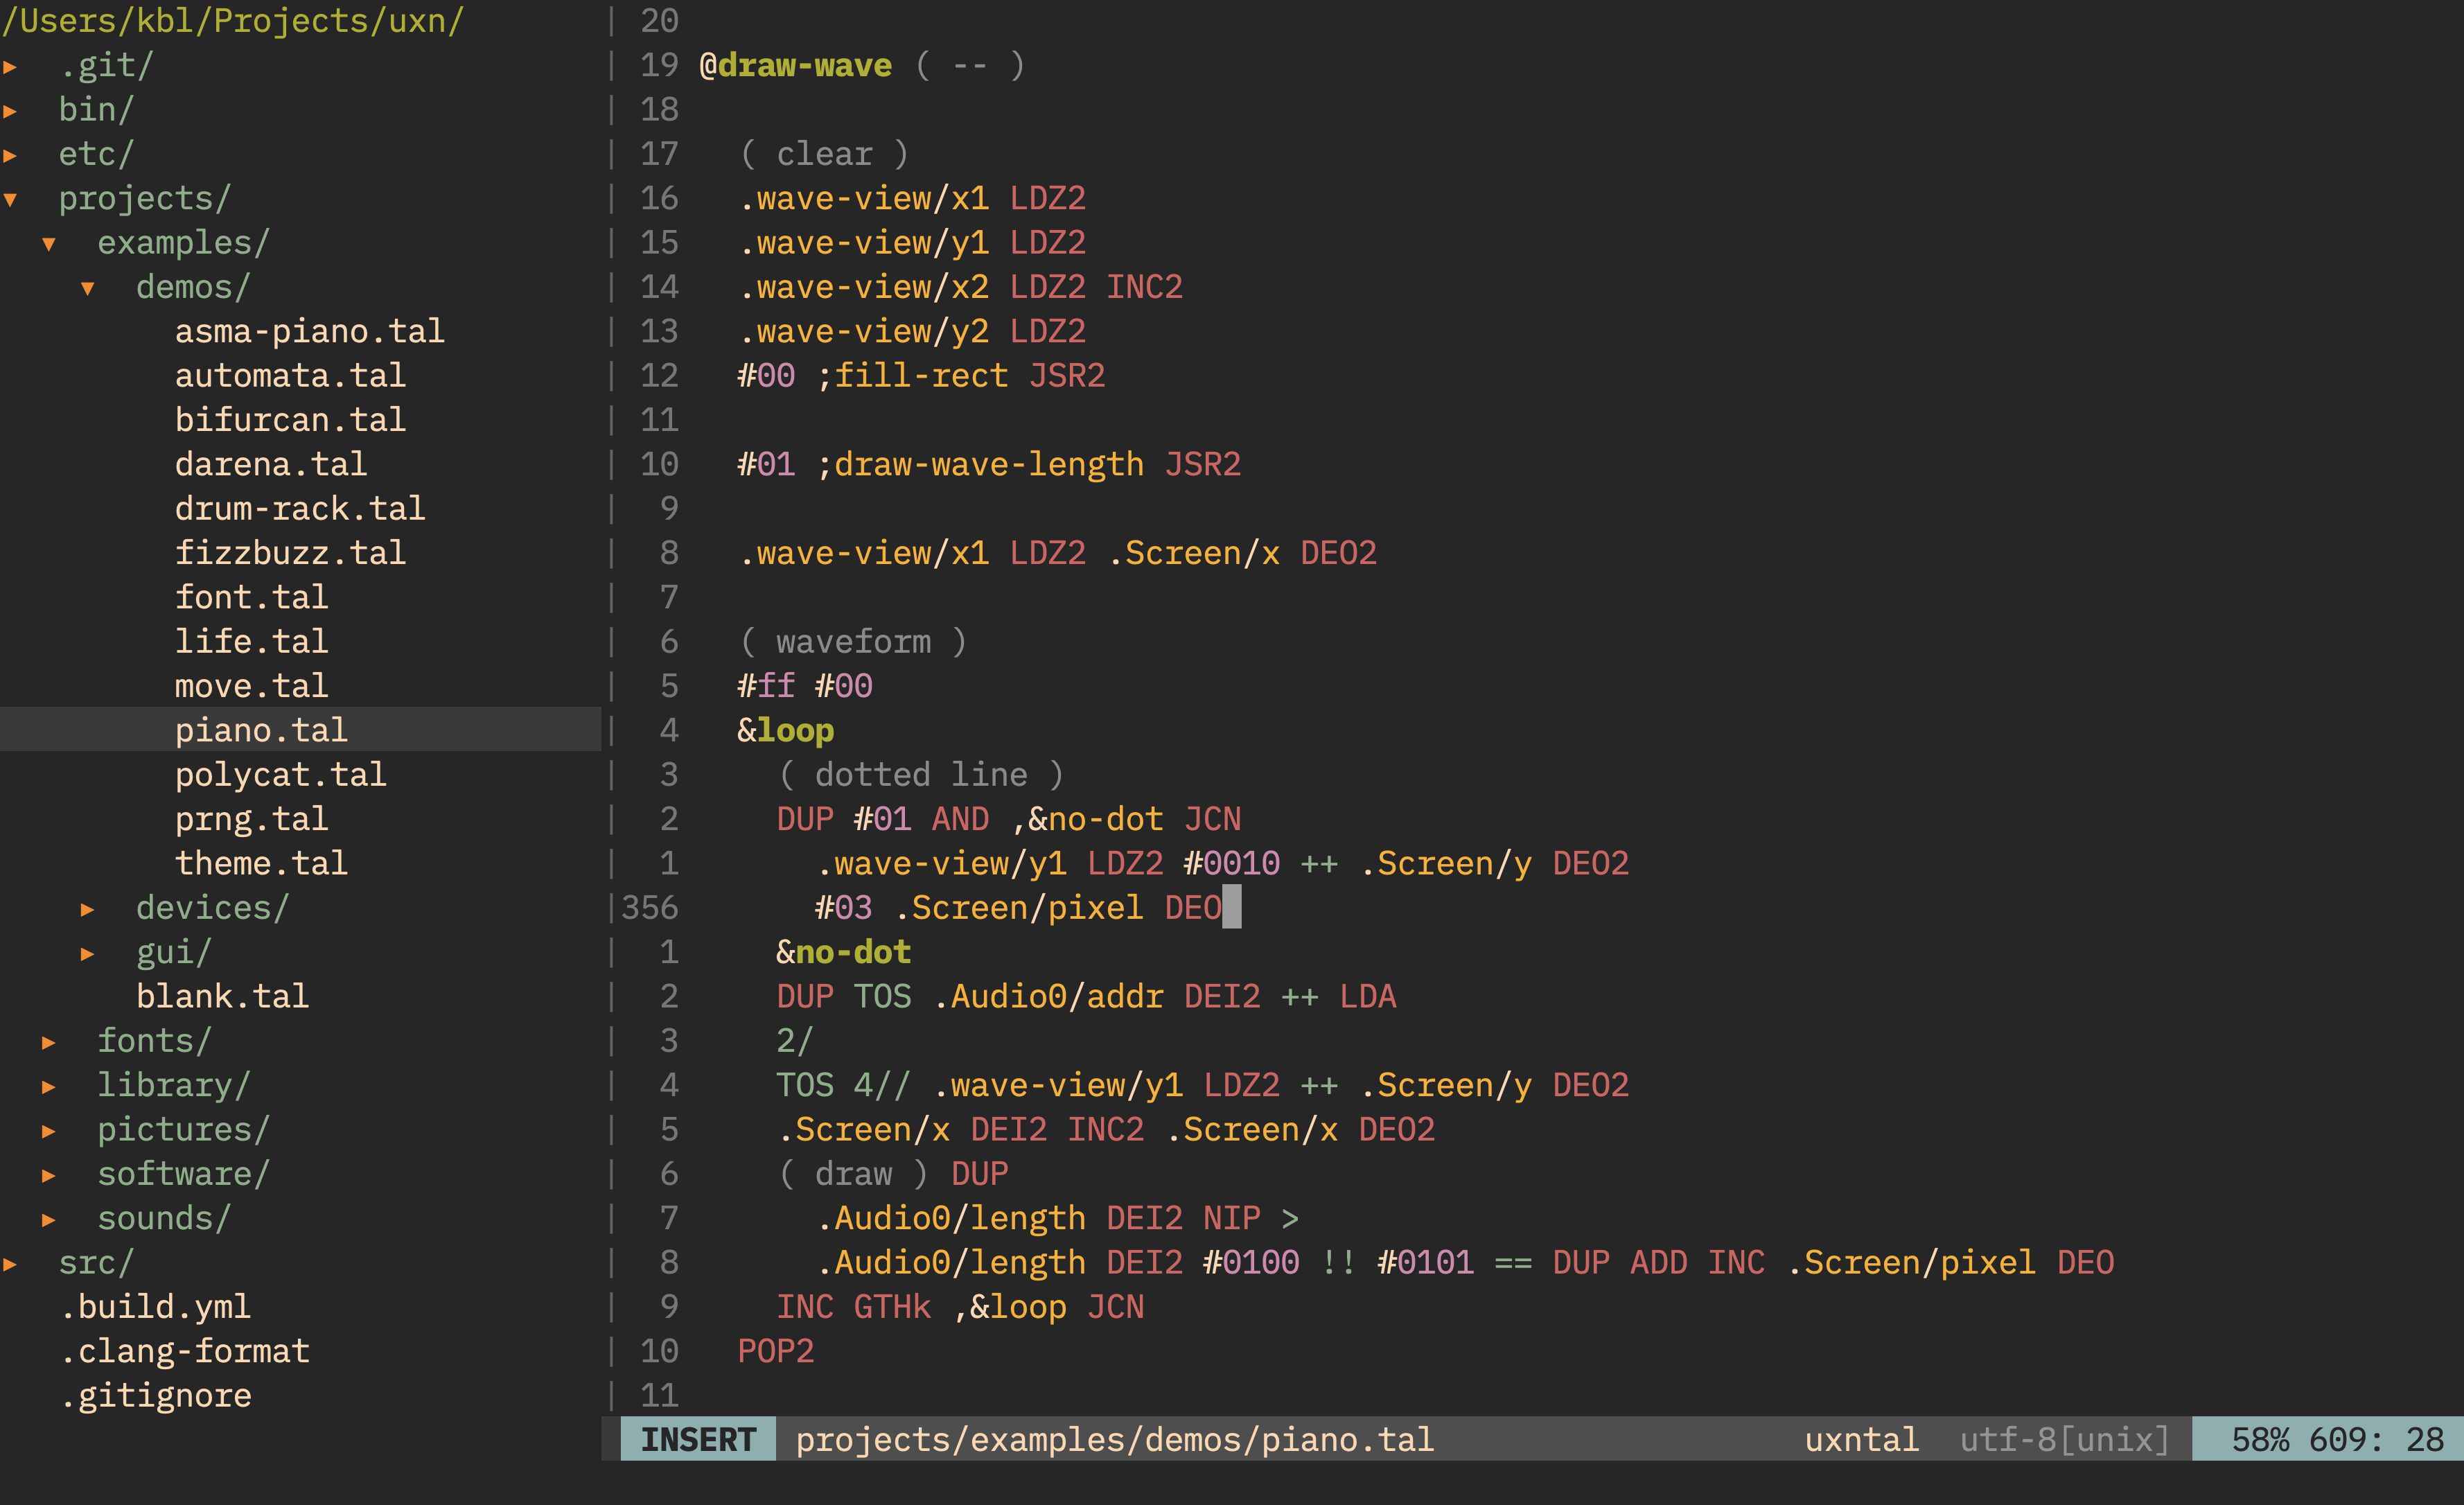 /Users/kbl/Projects/uxn/
▸ .git/
▸ bin/
▸ etc/
▾ projects/
▾ examples/
▾ demos/
asma-piano.tal
automata.tal
bifurcan.tal
darena.tal
drum-rack.tal
fizzbuzz.tal
font.tal
life.tal
move.tal
piano.tal
polycat.tal
prng.tal
theme.tal
▸ devices/
▸ gui/
blank.tal
▸ fonts/
▸ library/
▸ pictures/
▸ software/
▸ sounds/
▸ src/
.build.yml
.clang-format
.gitignore
20
19 @draw-wave ( -- )
18
17 ( clear )
16 .wave-view/x1 LDZ2
15 .wave-view/y1 LDZ2
14 .wave-view/x2 LDZ2 INC2
13 .wave-view/y2 LDZ2
12 #00 ;fill-rect JSR2
11
10 #01 ;draw-wave-length JSR2
9
8 .wave-view/x1 LDZ2 .Screen/x DEO2
7
6 ( waveform )
5 #ff #00
4 &loop
3 ( dotted line )
2 DUP #01 AND ,&no-dot JCN
1 .wave-view/y1 LDZ2 #0010 ++ .Screen/y DEO2
356 #03 .Screen/pixel DEO
1 &no-dot
2 DUP TOS .Audio0/addr DEI2 ++ LDA
3 2/
4 TOS 4// .wave-view/y1 LDZ2 ++ .Screen/y DEO2
5 .Screen/x DEI2 INC2 .Screen/x DEO2
6 ( draw ) DUP
7 .Audio0/length DEI2 NIP >
8 .Audio0/length DEI2 #0100 !! #0101 == DUP ADD INC .Screen/pixel DEO
9 INC GTHk ,&loop JCN
10 POP2
11
INSERT projects/examples/demos/piano.tal uxntal utf-8[unix] 58% 609: 28